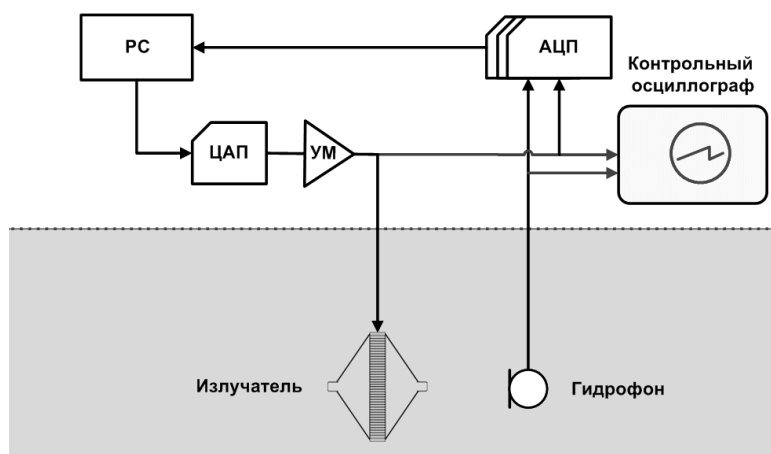 PC
АЦП
Контрольный
осциллограф
ЦАП
УМ
Излучатель
Гидрофон